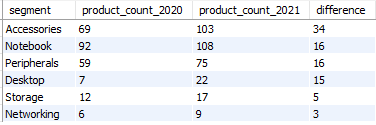 segment product_count_2020 product_count_2021 difference
Accessories 69 103 34
Notebook 92 108 16
Peripherals 59 75 16
Desktop 7 22 15
Storage 12 17 5
Networking 6 9 3